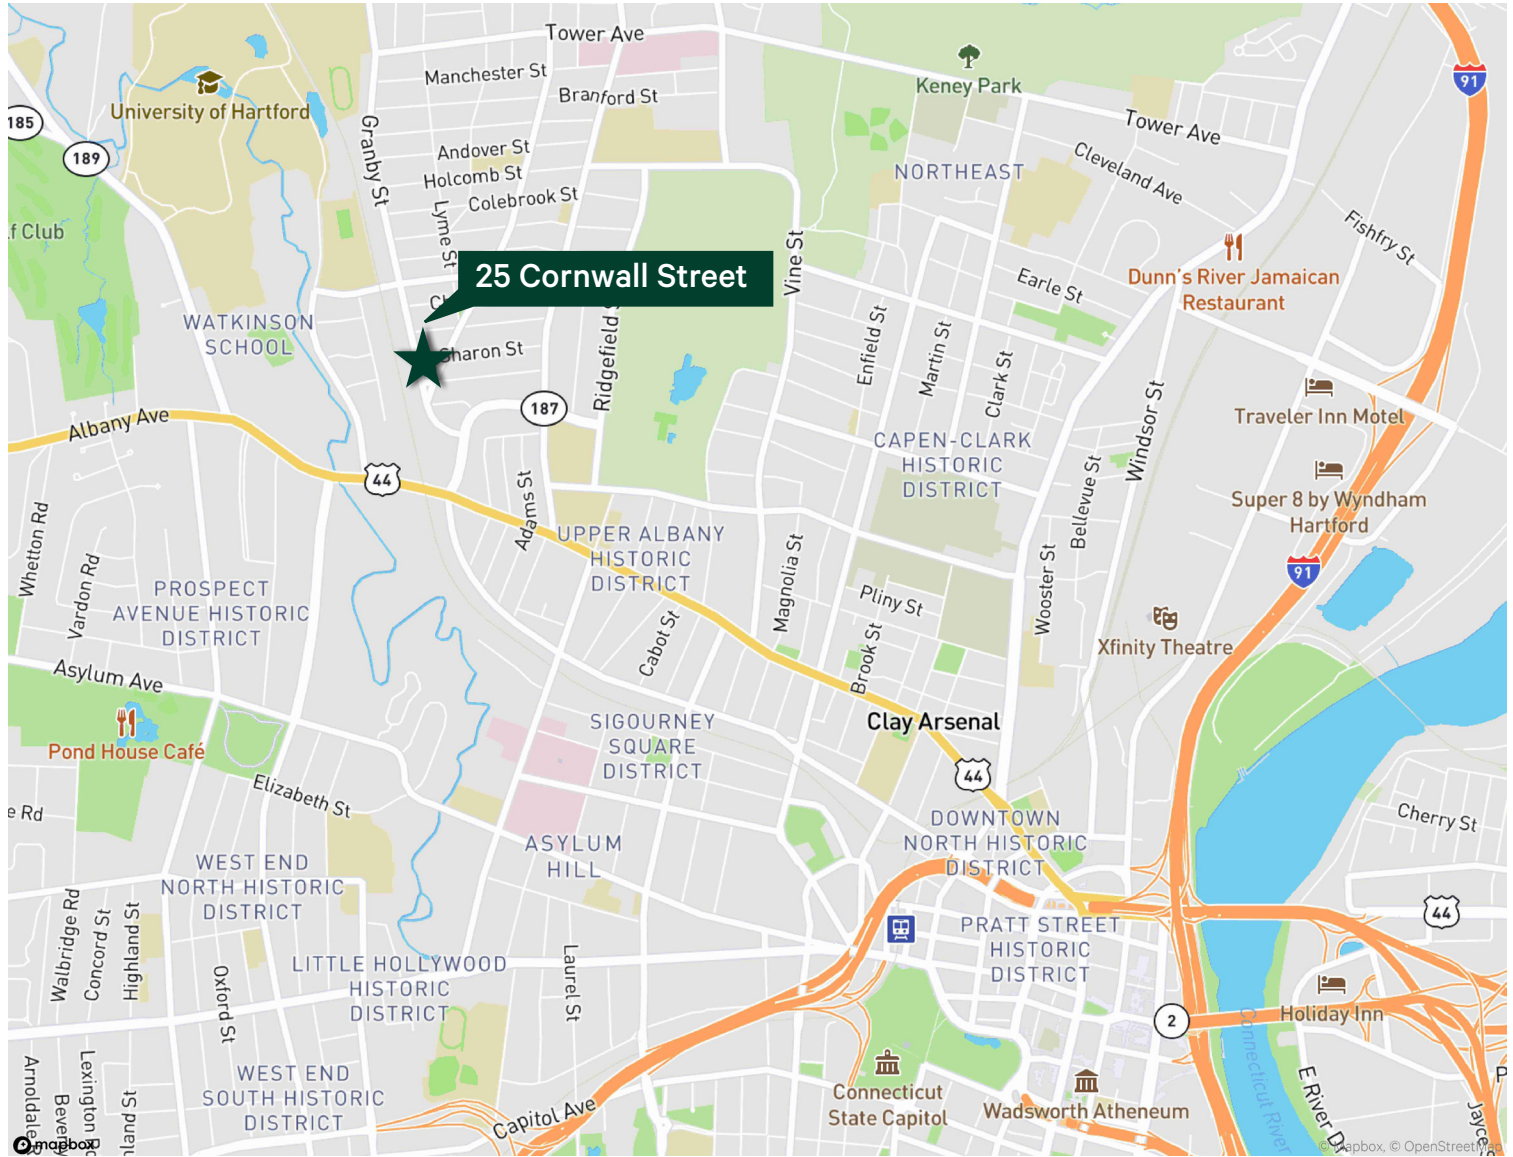 Tower Ave
Manchester St
Branford St
Keney Park
91
University of Hartford
185
189
Granby St
Andover St
Holcomb St
Colebrook St
Lyme St
Tower Ave
Cleveland Ave
NORTHEAST
Fishfry St
Vine St
Dunn's River Jamaican
Restaurant
Earle St
25 Cornwall Street
WATKINSON
SCHOOL
Sharon St
Ridgefield
Enfield St
Martin St
Clark St
187
Windsor St
Traveler Inn Motel
Albany Ave
44
CAPEN-CLARK
HISTORIC
DISTRICT
Bellevue St
Super 8 by Wyndham
Hartford
Adams St
Whetton Rd
Vardon Rd
UPPER ALBANY
HISTORIC
DISTRICT
Magnolia St
91
Wooster St
PROSPECT
AVENUE HISTORIC
DISTRICT
Pliny St
Cabot St
Brook St
Xfinity Theatre
Asylum Ave
Pond House Café
SIGOURNEY
SQUARE
DISTRICT
Clay Arsenal
44
Elizabeth St
e Rd
DOWNTOWN
NORTH HISTORIC
DISTRICT
Cherry St
ASYLUM
HILL
WEST END
NORTH HISTORIC
DISTRICT
44
Walbridge Rd
Concord St
Highland St
PRATT STREET
HISTORIC
DISTRICT
Oxford St
LITTLE HOLLYWOOD
HISTORIC
DISTRICT
Laurel St
2
Holiday Inn
Connecticut River
WEST END
SOUTH HISTORIC
DISTRICT
Connecticut
State Capitol
Wadsworth Atheneum
Capitol Ave
E River D
Arnoldale R
Beverly
Lexington
St
Jayce
mapbox
© Mapbox, © OpenStreetMap